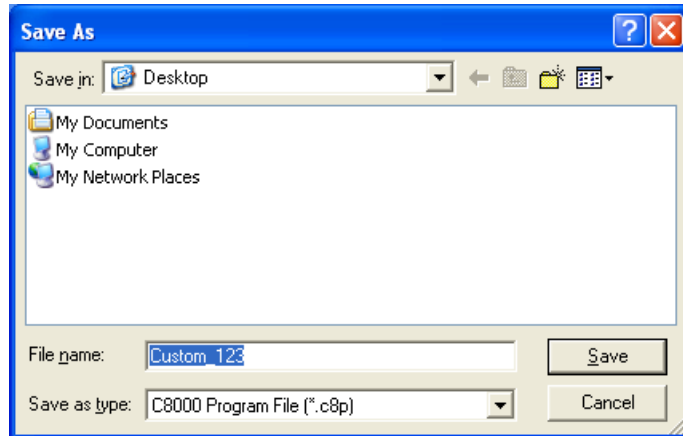 Save As
Save in: Desktop
My Documents
My Computer
My Network Places
File name: Custom_123 Save
Save as type: C8000 Program File (*.c8p) Cancel